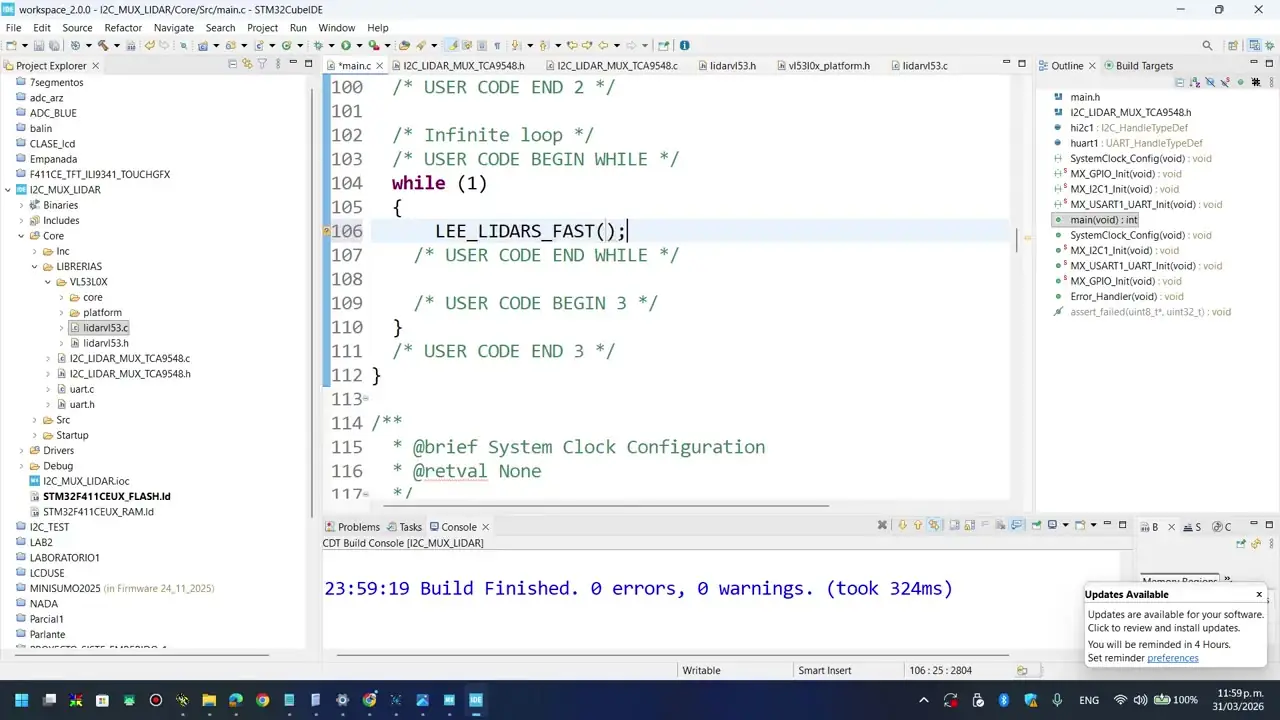 workspace_2.0.0 - I2C_MUX_LIDAR/Core/Src/main.c - STM32CubeIDE
File Edit Source Refactor Navigate Search Project Run Window Help
Project Explorer
7segmentos
adc_arz
ADC_BLUE
balin
CLASE_lcd
Empanada
F411CE_TFT_ILI9341_TOUCHGFX
I2C_MUX_LIDAR
Binaries
Includes
Core
Inc
LIBRERIAS
VL53L0X
core
platform
lidarvl53.c
lidarvl53.h
I2C_LIDAR_MUX_TCA9548.c
I2C_LIDAR_MUX_TCA9548.h
uart.c
uart.h
Src
Startup
Drivers
Debug
I2C_MUX_LIDAR.ioc
STM32F411CEUX_FLASH.ld
STM32F411CEUX_RAM.ld
I2C_TEST
LAB2
LABORATORIO1
LCDUSE
MINISUMO2025 (in Firmware 24_11_2025)
NADA
Parcial1
Parlante
*main.c I2C_LIDAR_MUX_TCA9548.h I2C_LIDAR_MUX_TCA9548.c lidarvl53.h vl53l0x_platform.h lidarvl53.c
100 /* USER CODE END 2 */
101
102 /* Infinite loop */
103 /* USER CODE BEGIN WHILE */
104 while (1)
105 {
106 LEE_LIDARS_FAST();
107 /* USER CODE END WHILE */
108
109 /* USER CODE BEGIN 3 */
110 }
111 /* USER CODE END 3 */
112 }
113
114 /**
115 * @brief System Clock Configuration
116 * @retval None
117 */
Outline Build Targets
main.h
I2C_LIDAR_MUX_TCA9548.h
hi2c1 : I2C_HandleTypeDef
huart1 : UART_HandleTypeDef
SystemClock_Config(void) : void
MX_GPIO_Init(void) : void
MX_I2C1_Init(void) : void
MX_USART1_UART_Init(void) : void
main(void) : int
SystemClock_Config(void) : void
MX_I2C1_Init(void) : void
MX_USART1_UART_Init(void) : void
MX_GPIO_Init(void) : void
Error_Handler(void) : void
assert_failed(uint8_t*, uint32_t) : void
Problems Tasks Console
CDT Build Console [I2C_MUX_LIDAR]
23:59:19 Build Finished. 0 errors, 0 warnings. (took 324ms)
B S C
Memory Regions
Updates Available
Updates are available for your software.
Click to review and install updates.
You will be reminded in 4 Hours.
Set reminder preferences
Writable Smart Insert 106 : 25 : 2804
ENG 100% 11:59 p.m.
31/03/2026